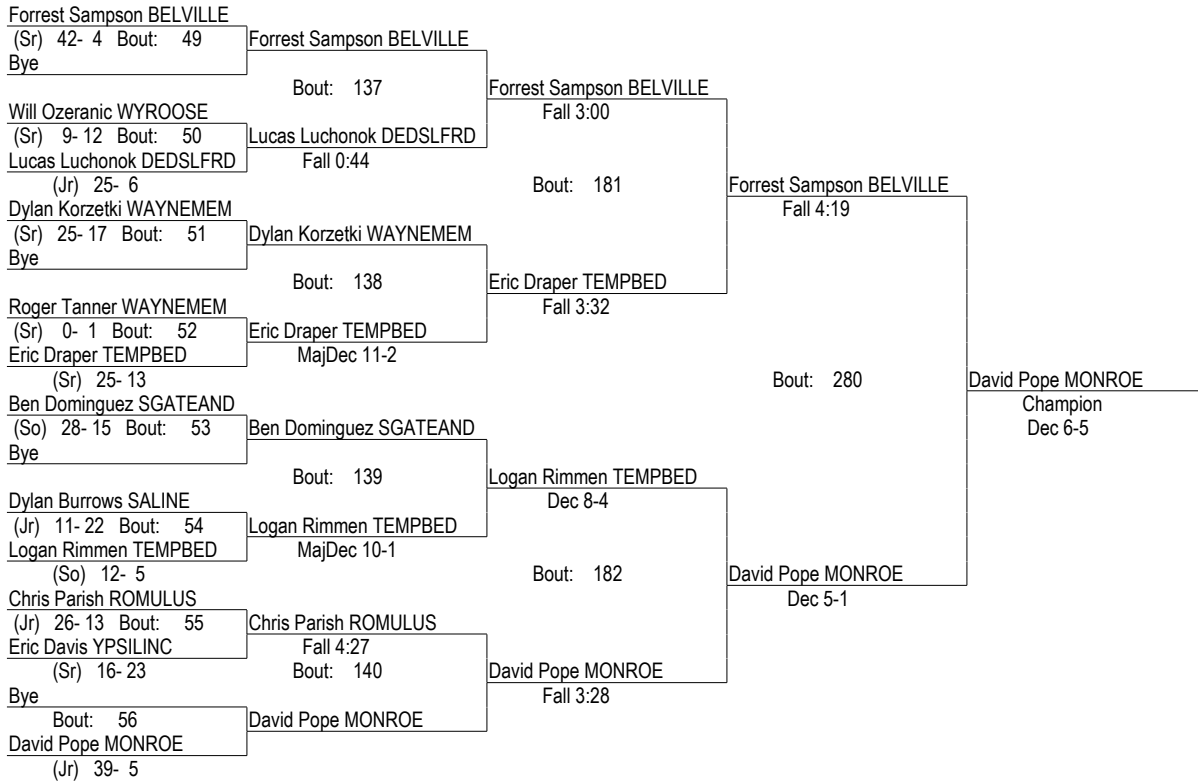 Forrest Sampson BELVILLE
(Sr) 42- 4 Bout: 49
Forrest Sampson BELVILLE
Bye
Bout: 137
Forrest Sampson BELVILLE
Will Ozeranic WYROOSE
Fall 3:00
(Sr) 9- 12 Bout: 50
Lucas Luchonok DEDSLFRD
Lucas Luchonok DEDSLFRD
Fall 0:44
(Jr) 25- 6
Bout: 181
Forrest Sampson BELVILLE
Dylan Korzetki WAYNEMEM
Fall 4:19
(Sr) 25- 17 Bout: 51
Dylan Korzetki WAYNEMEM
Bye
Bout: 138
Eric Draper TEMPBED
Roger Tanner WAYNEMEM
Fall 3:32
(Sr) 0- 1 Bout: 52
Eric Draper TEMPBED
Eric Draper TEMPBED
MajDec 11-2
(Sr) 25- 13
Bout: 280
David Pope MONROE
Ben Dominguez SGATEAND
Champion
(So) 28- 15 Bout: 53
Ben Dominguez SGATEAND
Dec 6-5
Bye
Bout: 139
Logan Rimmen TEMPBED
Dylan Burrows SALINE
Dec 8-4
(Jr) 11- 22 Bout: 54
Logan Rimmen TEMPBED
Logan Rimmen TEMPBED
MajDec 10-1
(So) 12- 5
Bout: 182
David Pope MONROE
Chris Parish ROMULUS
Dec 5-1
(Jr) 26- 13 Bout: 55
Chris Parish ROMULUS
Eric Davis YPSILINC
Fall 4:27
(Sr) 16- 23
Bout: 140
David Pope MONROE
Bye
Fall 3:28
Bout: 56
David Pope MONROE
David Pope MONROE
(Jr) 39- 5